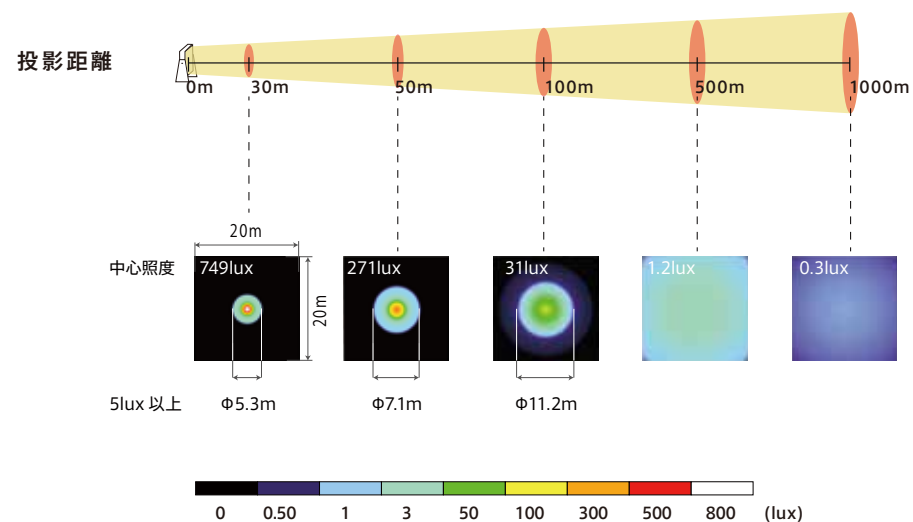 投影距離
0m 30m 50m 100m 500m 1000m
20m
中心照度 749lux 271lux 31lux 1.2lux 0.3lux
20m
5lux 以上 Φ5.3m Φ7.1m Φ11.2m
0 0.50 1 3 50 100 300 500 800 (lux)